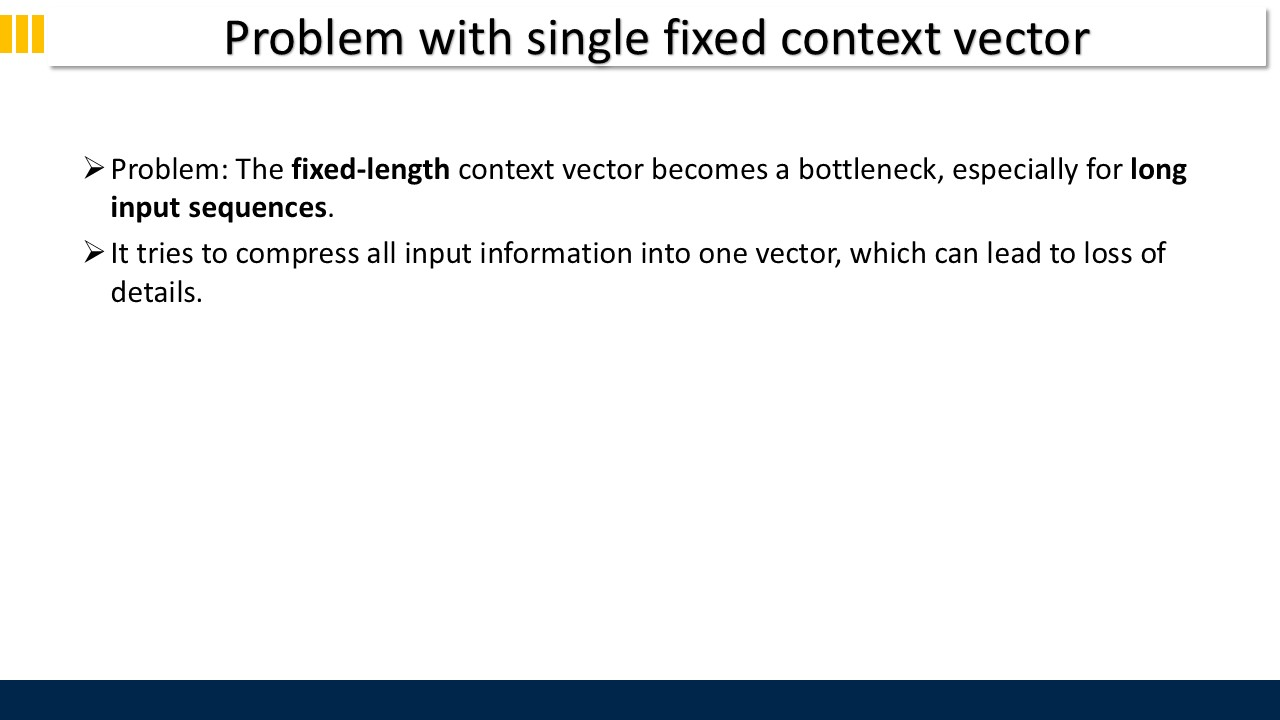 Problem with single fixed context vector
➢ Problem: The fixed-length context vector becomes a bottleneck, especially for long
input sequences.
➢ It tries to compress all input information into one vector, which can lead to loss of
details.